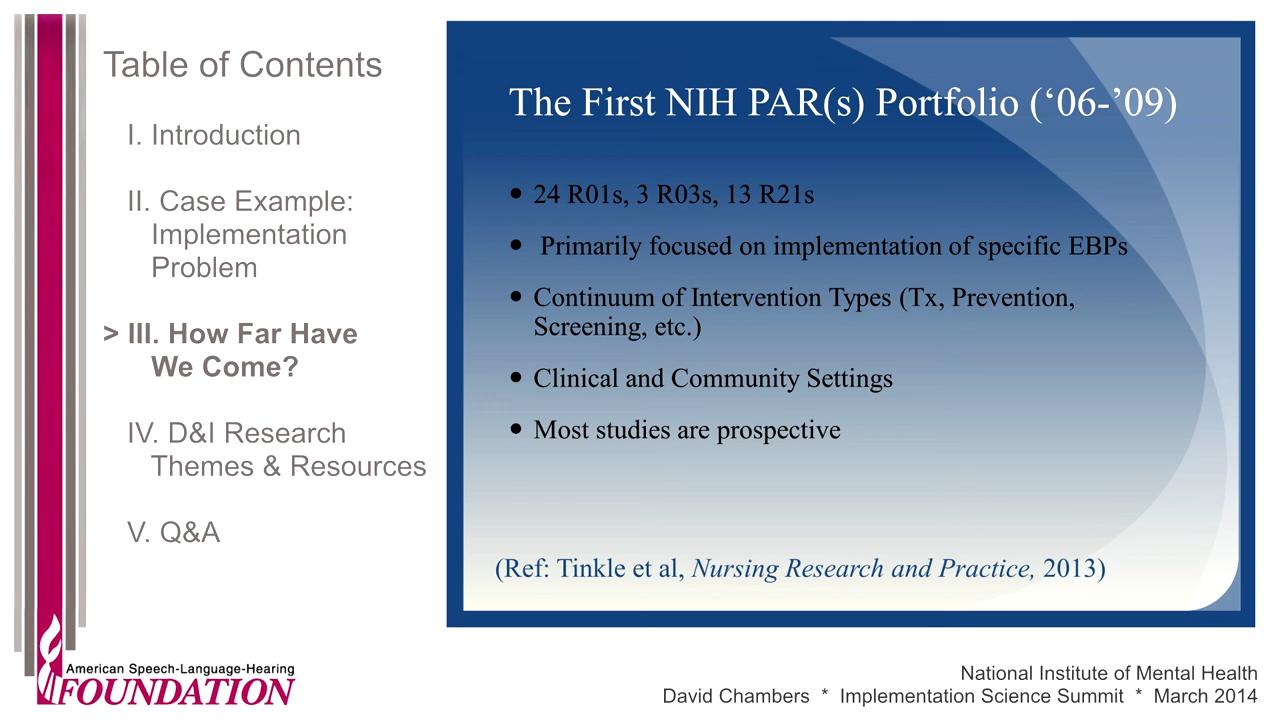 Table of Contents
I. Introduction
II. Case Example:
Implementation
Problem
> III. How Far Have
We Come?
IV. D&I Research
Themes & Resources
V. Q&A
The First NIH PAR(s) Portfolio (‘06-’09)
• 24 R01s, 3 R03s, 13 R21s
• Primarily focused on implementation of specific EBPs
• Continuum of Intervention Types (Tx, Prevention,
Screening, etc.)
• Clinical and Community Settings
• Most studies are prospective
(Ref: Tinkle et al, Nursing Research and Practice, 2013)
American Speech-Language-Hearing
FOUNDATION
National Institute of Mental Health
David Chambers * Implementation Science Summit * March 2014